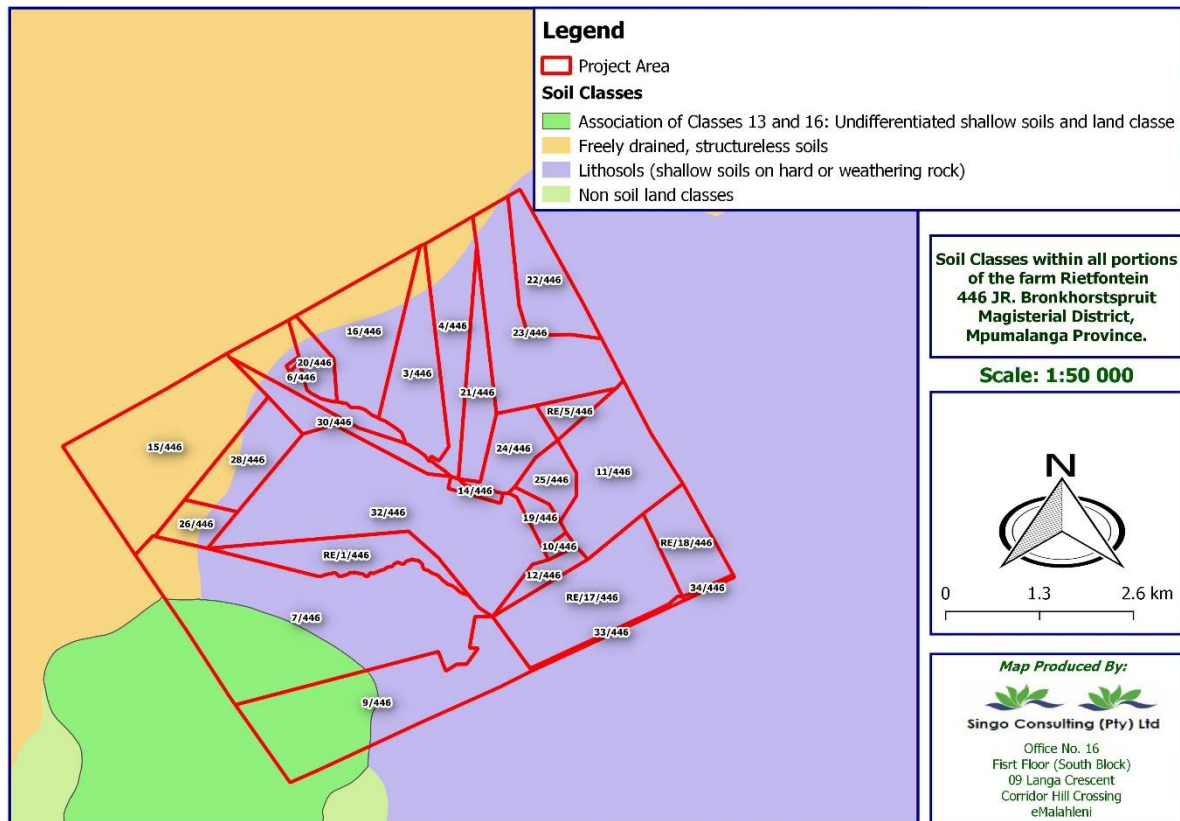 Legend
Project Area
Soil Classes
Association of Classes 13 and 16: Undifferentiated shallow soils and land classe
Freely drained, structureless soils
Lithosols (shallow soils on hard or weathering rock)
Non soil land classes
Soil Classes within all portions
of the farm Rietfontein
446 JR. Bronkhorstspruit
Magisterial District,
Mpumalanga Province.
Scale: 1:50 000
N
0 1.3 2.6 km
Map Produced By:
Singo Consulting (Pty) Ltd
Office No. 16
Fisrt Floor (South Block)
09 Langa Crescent
Corridor Hill Crossing
eMalahleni
22/446
16/446
4/446
23/446
20/446
6/446
3/446
21/446
RE/5/446
30/446
15/446
28/446
24/446
11/446
25/446
14/446
32/446
19/446
26/446
10/446
RE/18/446
RE/1/446
12/446
34/446
RE/17/446
7/446
33/446
9/446